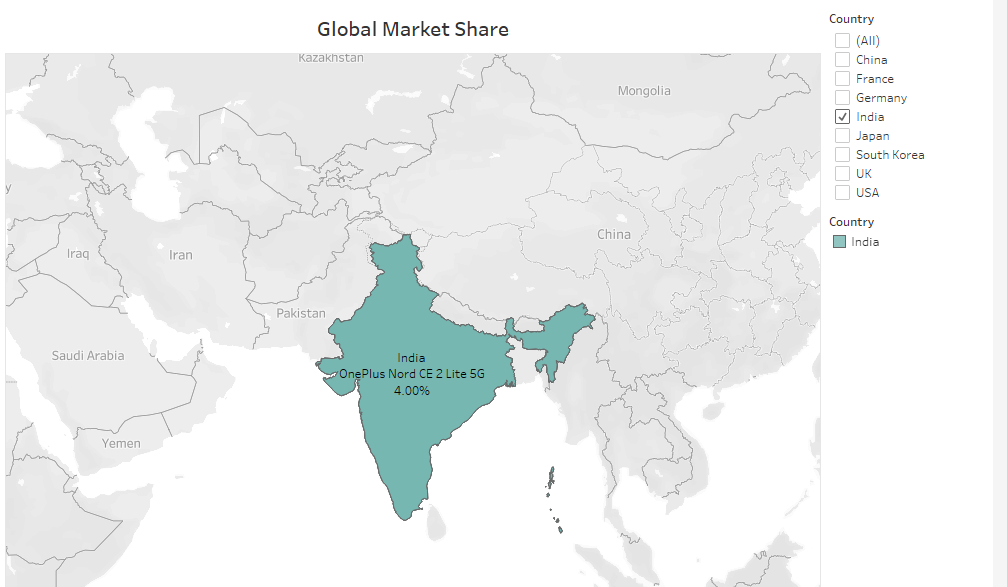 Global Market Share
Kazakhstan
Mongolia
y
China
Iraq
Iran
Pakistan
Saudi Arabia
Yemen
India
OnePlus Nord CE 2 Lite 5G
4.00%
Country
(All)
China
France
Germany
India
Japan
South Korea
UK
USA
Country
India